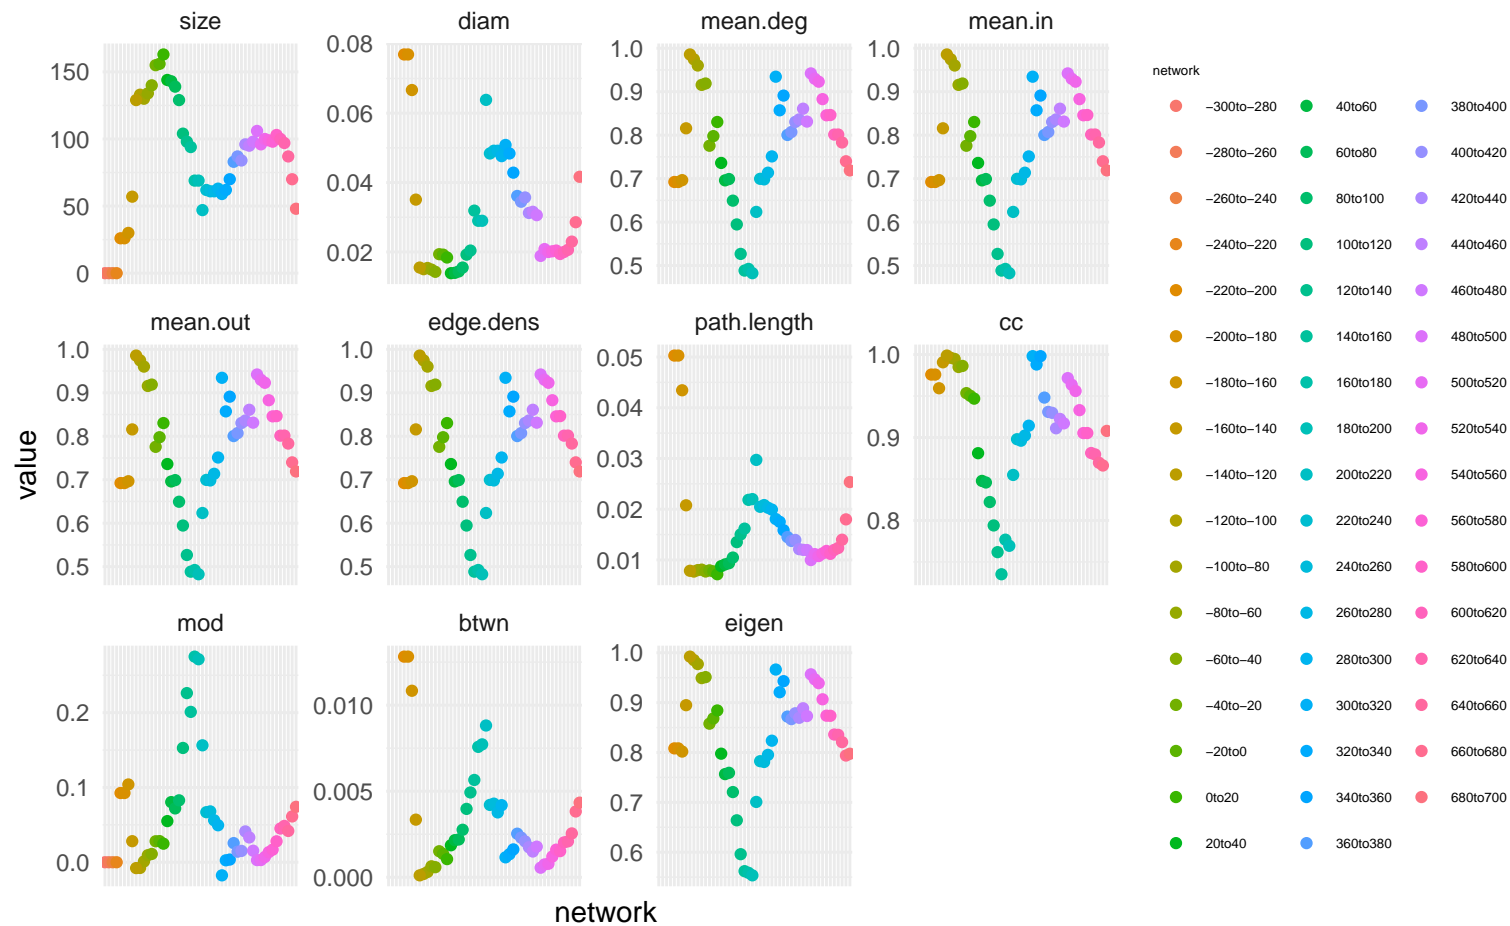 size diam mean.deg mean.in
150
100
50
0
0.08
0.06
0.04
0.02
1.0
0.9
0.8
0.7
0.6
0.5
1.0
0.9
0.8
0.7
0.6
0.5
mean.out edge.dens path.length cc
1.0
0.9
0.8
0.7
0.6
0.5
1.0
0.9
0.8
0.7
0.6
0.5
0.05
0.04
0.03
0.02
0.01
1.0
0.9
0.8
mod btwn eigen
0.2
0.1
0.0
0.010
0.005
0.000
1.0
0.9
0.8
0.7
0.6
value
network
network
−300to−280
−280to−260
−260to−240
−240to−220
−220to−200
−200to−180
−180to−160
−160to−140
−140to−120
−120to−100
−100to−80
−80to−60
−60to−40
−40to−20
−20to0
0to20
20to40
40to60
60to80
80to100
100to120
120to140
140to160
160to180
180to200
200to220
220to240
240to260
260to280
280to300
300to320
320to340
340to360
360to380
380to400
400to420
420to440
440to460
460to480
480to500
500to520
520to540
540to560
560to580
580to600
600to620
620to640
640to660
660to680
680to700